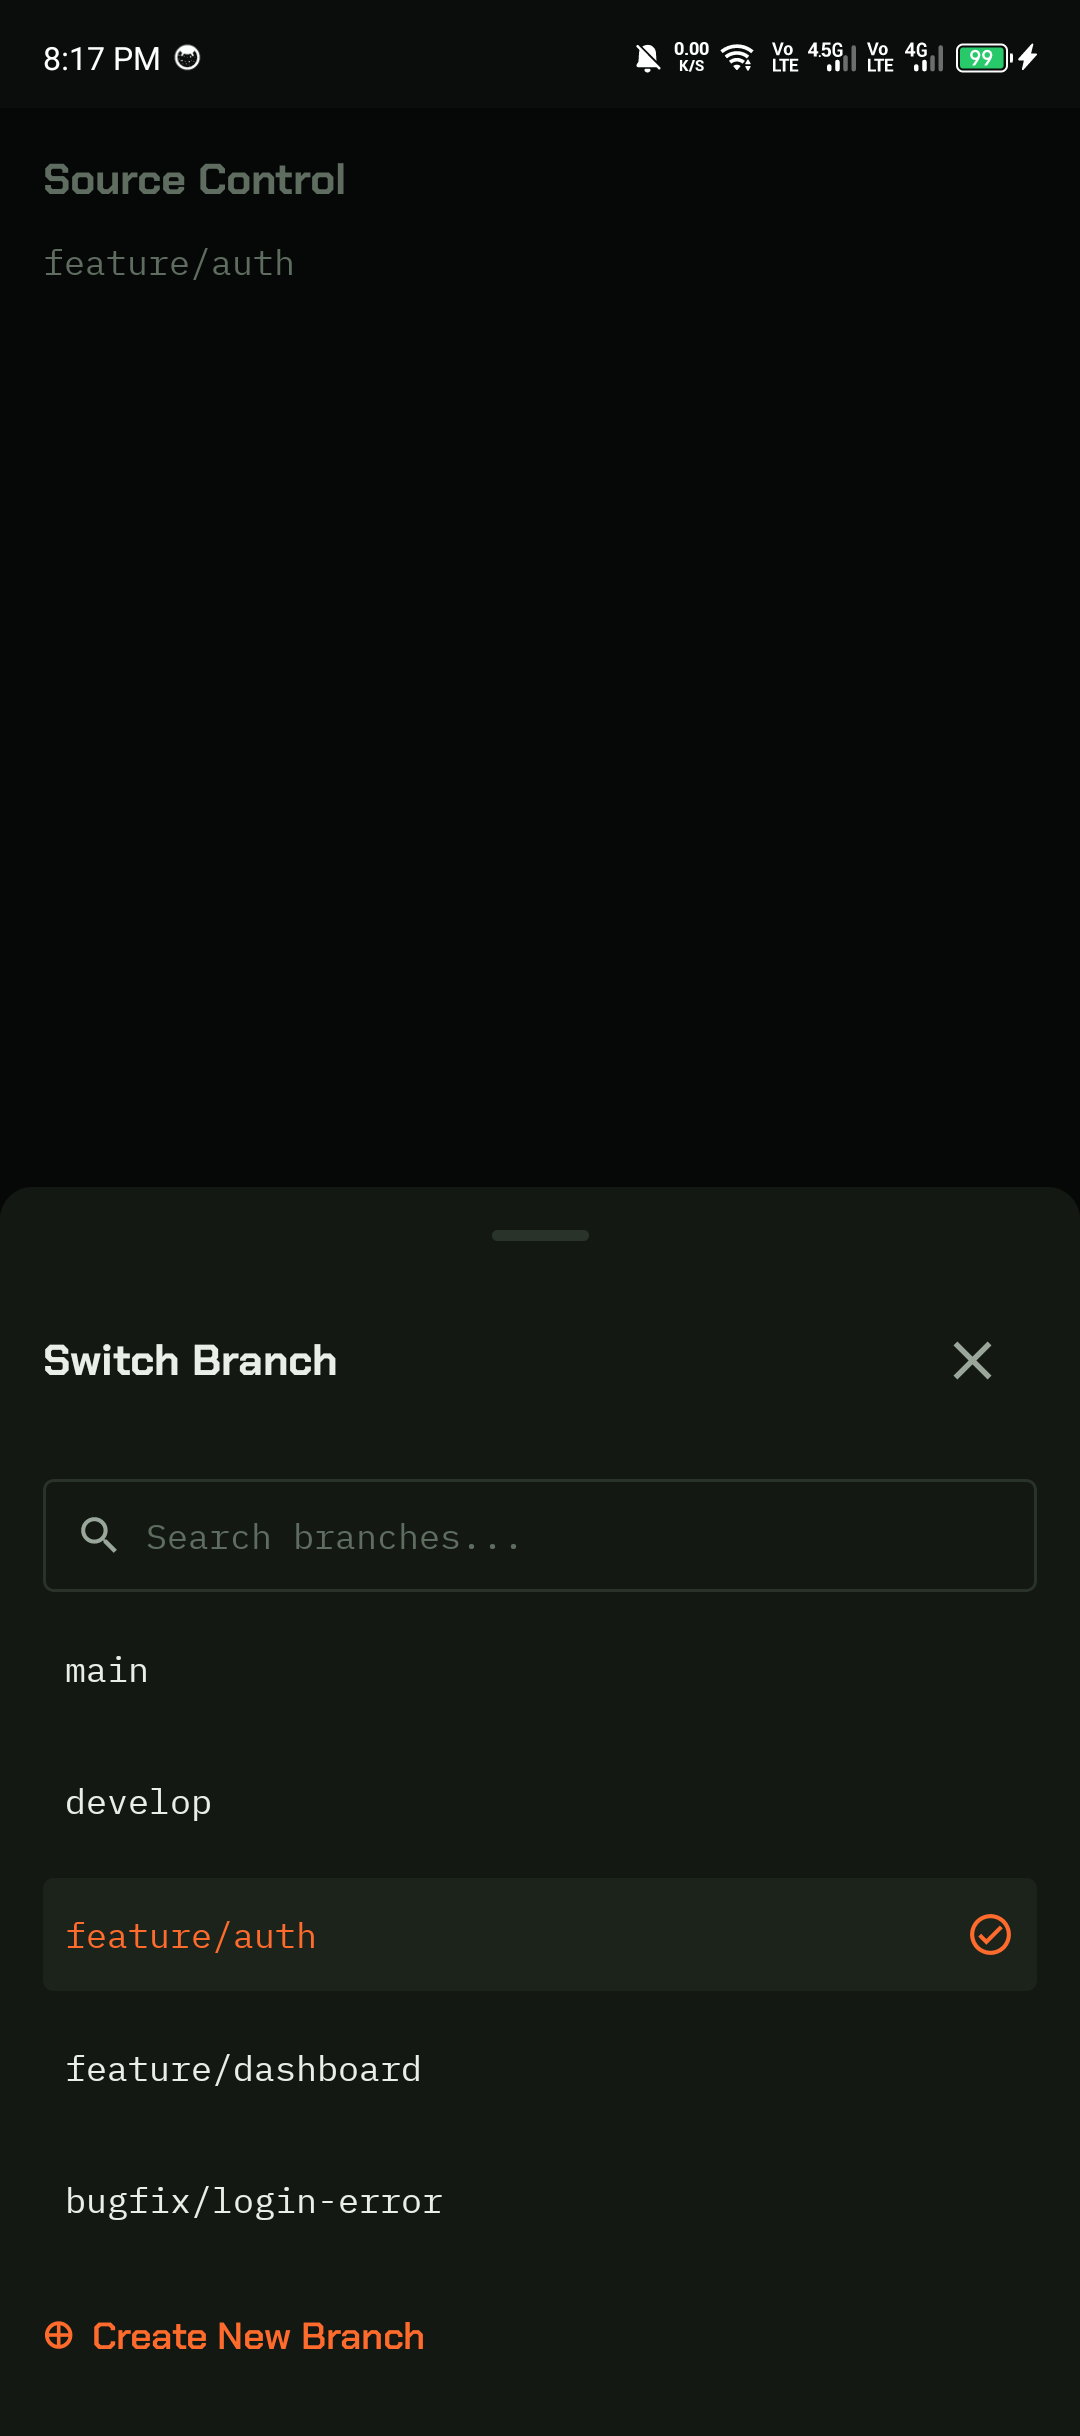 8:17 PM 0.00 K/S Vo LTE 4.5G Vo LTE 4G 99
Source Control
feature/auth
Switch Branch
Search branches...
main
develop
feature/auth
feature/dashboard
bugfix/login-error
Create New Branch